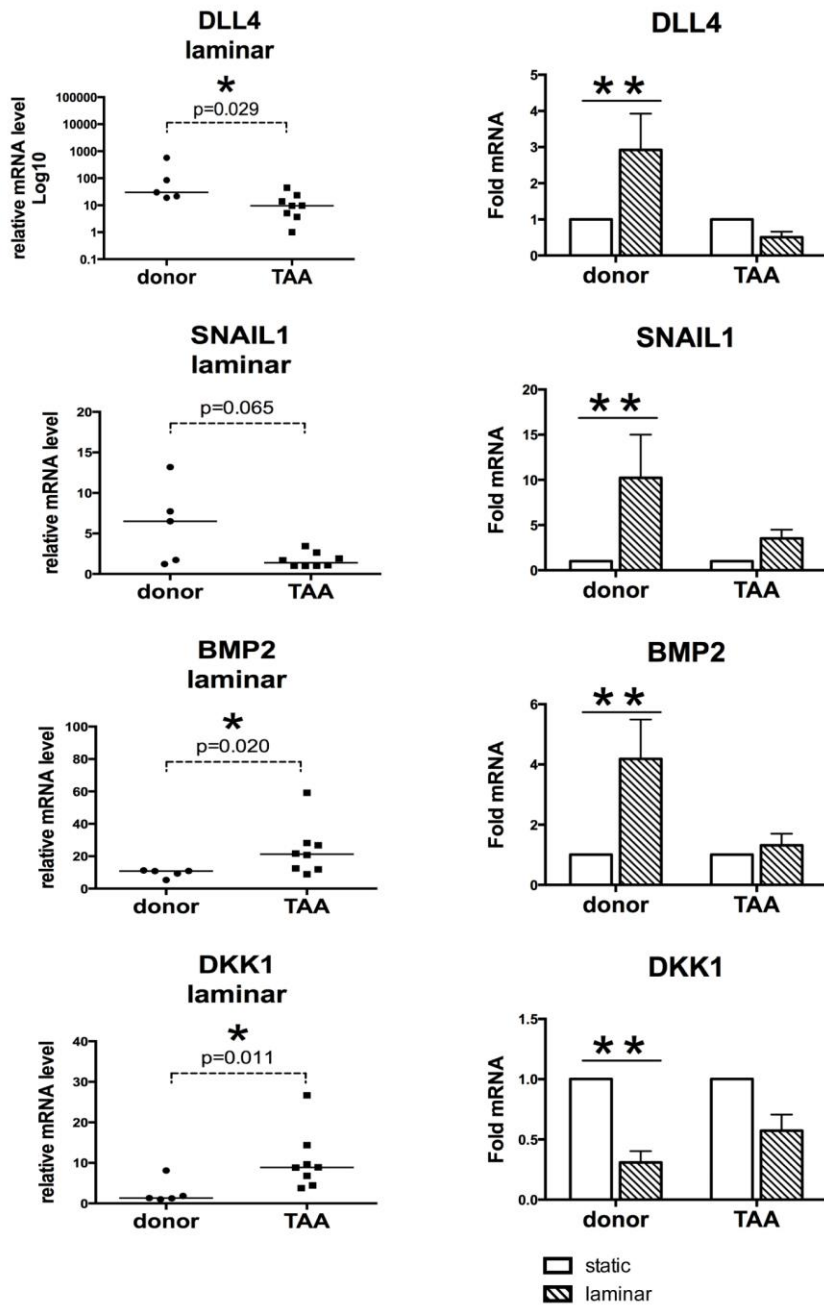 DLL4
laminar
*
p=0.029
relative mRNA level
Log10
100000
10000
1000
100
10
1
0.1
donor TAA
DLL4
**
Fold mRNA
5
4
3
2
1
0
donor TAA
SNAIL1
laminar
p=0.065
relative mRNA level
20
15
10
5
0
donor TAA
SNAIL1
**
Fold mRNA
20
15
10
5
0
donor TAA
BMP2
laminar
*
p=0.020
relative mRNA level
100
80
60
40
20
0
donor TAA
BMP2
**
Fold mRNA
6
4
2
0
donor TAA
DKK1
laminar
*
p=0.011
relative mRNA level
40
30
20
10
0
donor TAA
DKK1
**
Fold mRNA
1.5
1.0
0.5
0.0
donor TAA
static
laminar